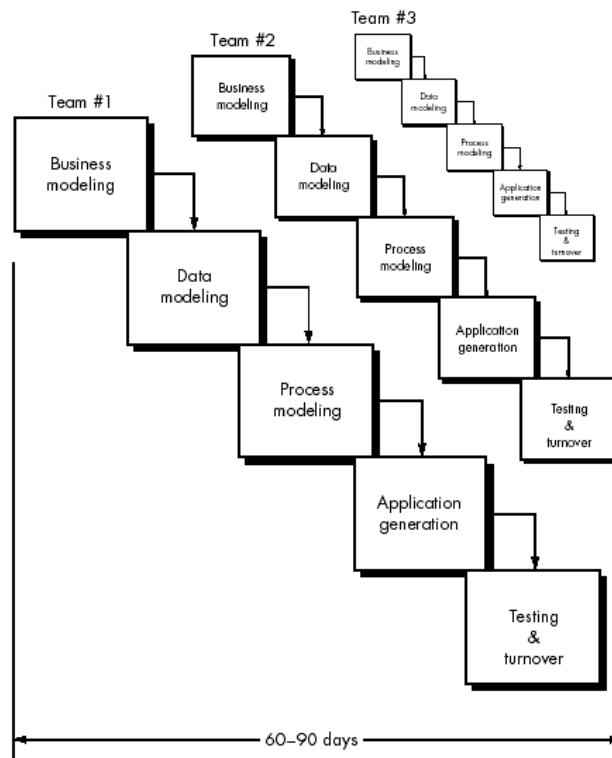 Team #1
Business
modeling
Data
modeling
Process
modeling
Application
generation
Testing
&
turnover
Team #2
Business
modeling
Data
modeling
Process
modeling
Application
generation
Testing
&
turnover
Team #3
Business
modeling
Data
modeling
Process
modeling
Application
generation
Testing
&
turnover
60–90 days